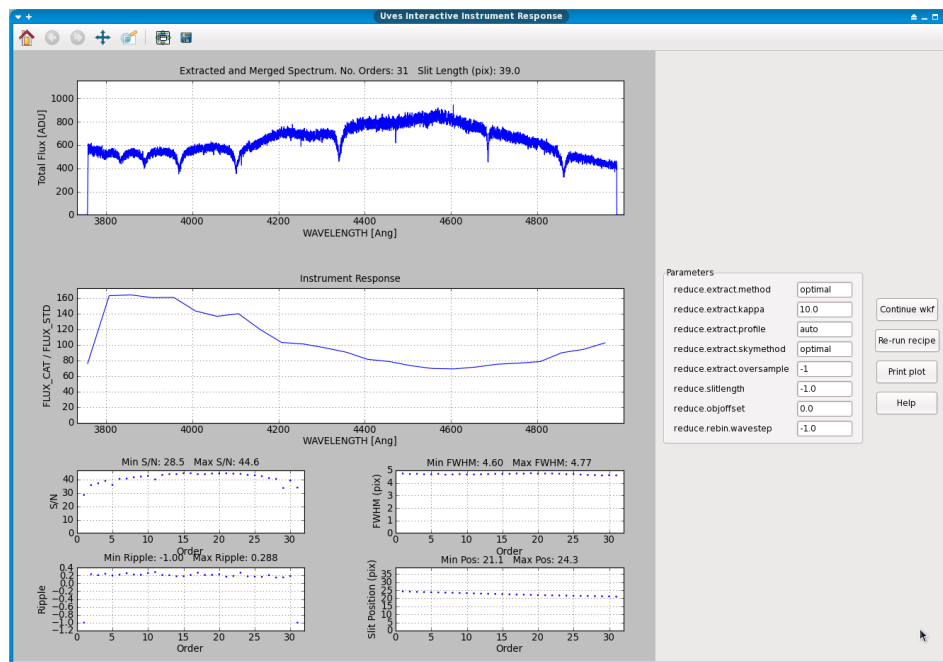 Uves Interactive Instrument Response
Extracted and Merged Spectrum. No. Orders: 31 Slit Length (pix): 39.0
Total Flux [ADU]
1000
800
600
400
200
0
3800 4000 4200 4400 4600 4800
WAVELENGTH [Ang]
Instrument Response
FLUX_CAT / FLUX_STD
160
140
120
100
80
60
40
20
0
3800 4000 4200 4400 4600 4800
WAVELENGTH [Ang]
Min S/N: 28.5 Max S/N: 44.6
S/N
40
30
20
10
0
0 5 10 15 20 25 30
Order
Min FWHM: 4.60 Max FWHM: 4.77
FWHM (pix)
5
4
3
2
1
0
0 5 10 15 20 25 30
Order
Min Ripple: -1.00 Max Ripple: 0.288
Ripple
0.4
0.2
0.0
-0.2
-0.4
-0.6
-0.8
-1.0
-1.2
0 5 10 15 20 25 30
Order
Min Pos: 21.1 Max Pos: 24.3
Slit Position (pix)
35
30
25
20
15
10
5
0
0 5 10 15 20 25 30
Order
Parameters
reduce.extract.method optimal
reduce.extract.kappa 10.0
reduce.extract.profile auto
reduce.extract.skymethod optimal
reduce.extract.oversample -1
reduce.slitlength -1.0
reduce.objoffset 0.0
reduce.rebin.wavestep -1.0
Continue wkf
Re-run recipe
Print plot
Help